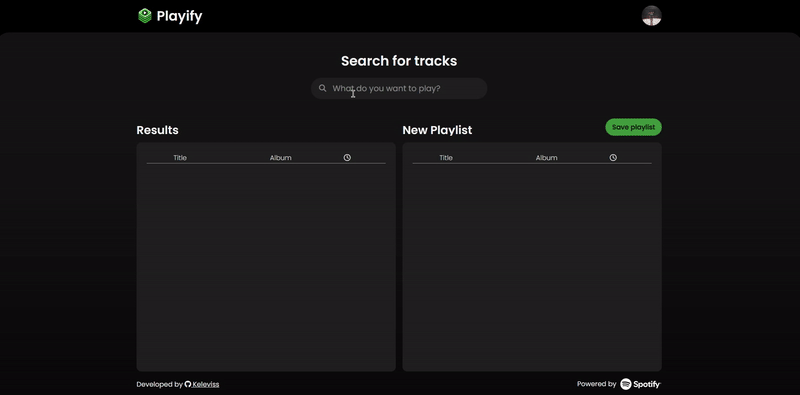 Playify
Search for tracks
What do you want to play?
Results
New Playlist
Save playlist
Title Album
Title Album
Developed by Keleviss
Powered by Spotify